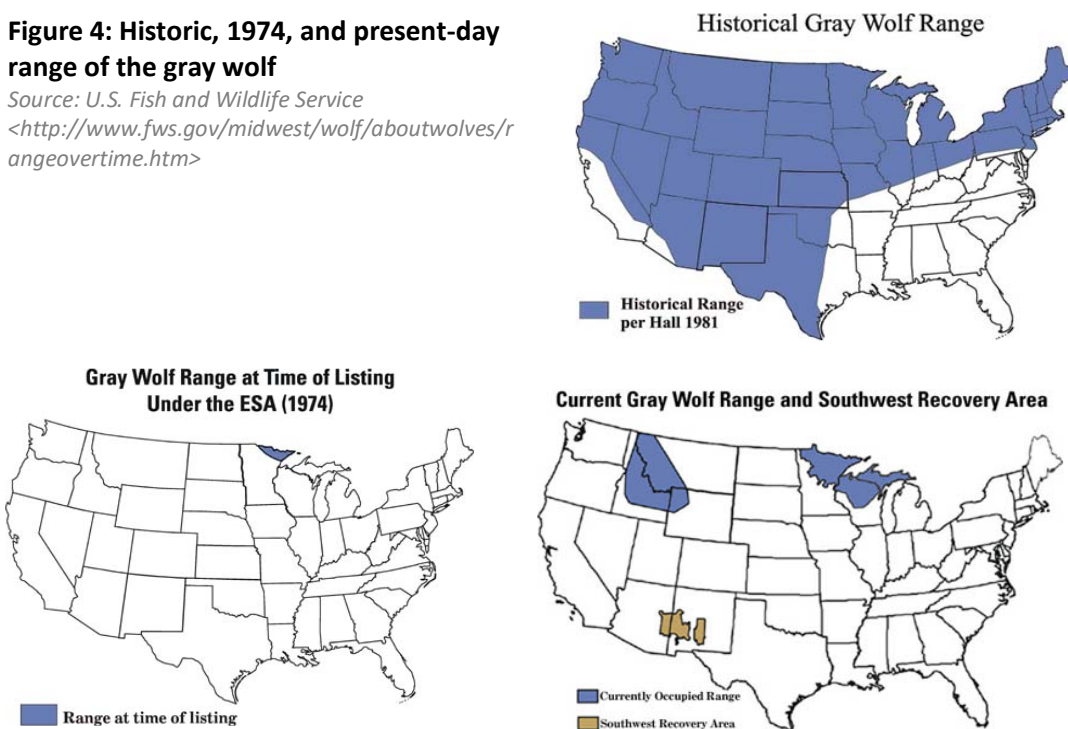 Figure 4: Historic, 1974, and present-day
range of the gray wolf
Source: U.S. Fish and Wildlife Service
<http://www.fws.gov/midwest/wolf/aboutwolves/r
angeovertime.htm>
Historical Gray Wolf Range
Historical Range
per Hall 1981
Gray Wolf Range at Time of Listing
Under the ESA (1974)
Range at time of listing
Current Gray Wolf Range and Southwest Recovery Area
Currently Occupied Range
Southwest Recovery Area